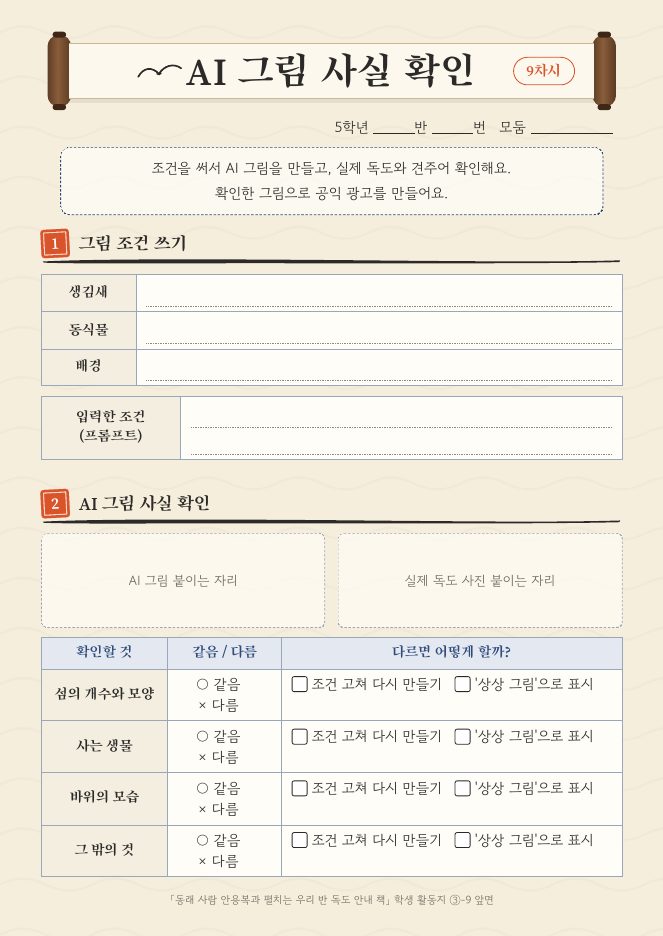 AI 그림 사실 확인
9차시
5학년 ______반 ______번 모둠 ____________
조건을 써서 AI 그림을 만들고, 실제 독도와 견주어 확인해요.
확인한 그림으로 공익 광고를 만들어요.
1 그림 조건 쓰기
생김새
동식물
배경
입력한 조건
(프롬프트)
2 AI 그림 사실 확인
AI 그림 붙이는 자리
실제 독도 사진 붙이는 자리
확인할 것 같음 / 다름 다르면 어떻게 할까?
섬의 개수와 모양
○ 같음
× 다름
☐ 조건 고쳐 다시 만들기 ☐ '상상 그림'으로 표시
사는 생물
○ 같음
× 다름
☐ 조건 고쳐 다시 만들기 ☐ '상상 그림'으로 표시
바위의 모습
○ 같음
× 다름
☐ 조건 고쳐 다시 만들기 ☐ '상상 그림'으로 표시
그 밖의 것
○ 같음
× 다름
☐ 조건 고쳐 다시 만들기 ☐ '상상 그림'으로 표시
「동래 사람 안용복과 펼치는 우리 반 독도 안내 책」 학생 활동지 ③-9 앞면